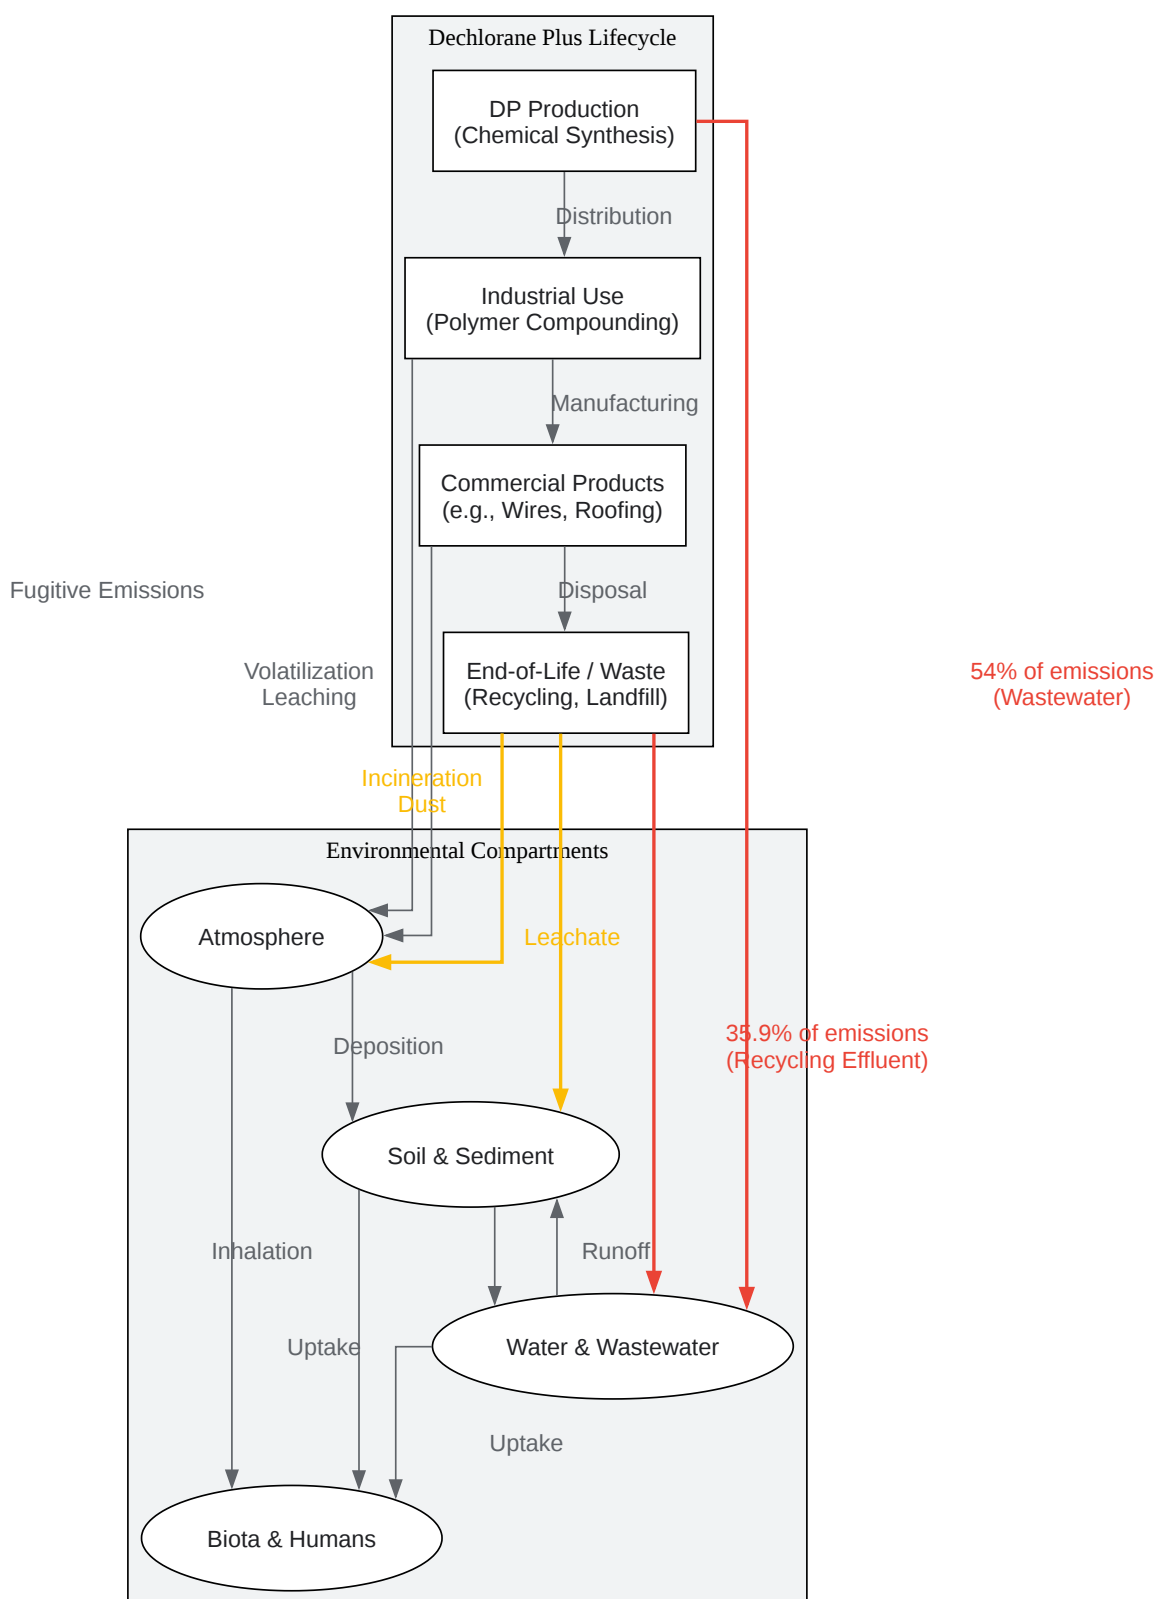 Dechlorane Plus Lifecycle
DP Production
(Chemical Synthesis)
Distribution
Industrial Use
(Polymer Compounding)
Manufacturing
Commercial Products
(e.g., Wires, Roofing)
Fugitive Emissions
Disposal
Volatilization
Leaching
End-of-Life / Waste
(Recycling, Landfill)
54% of emissions
(Wastewater)
Incineration
Dust
Environmental Compartments
Atmosphere
Leachate
Deposition
35.9% of emissions
(Recycling Effluent)
Soil & Sediment
Inhalation
Runoff
Uptake
Water & Wastewater
Uptake
Biota & Humans